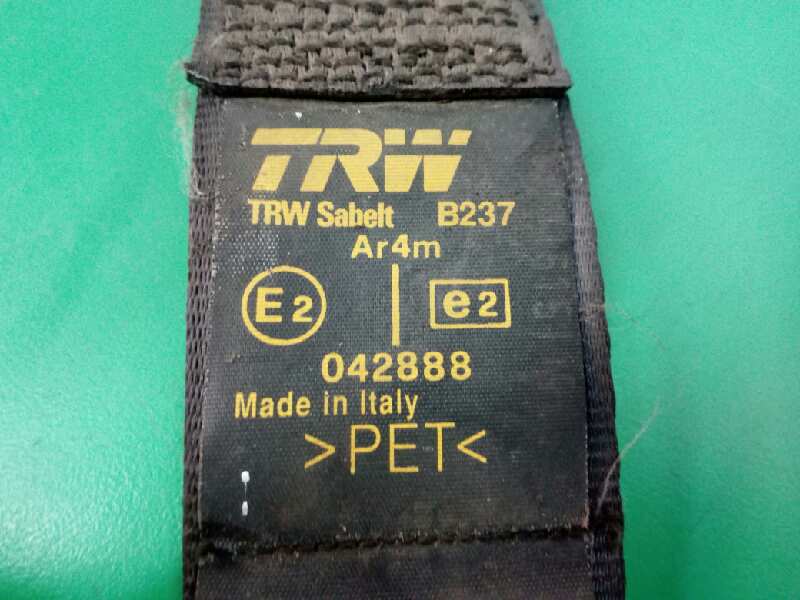 TRW
TRW Sabelt B237
Ar4m
E2 e2
042888
Made in Italy
>PET<